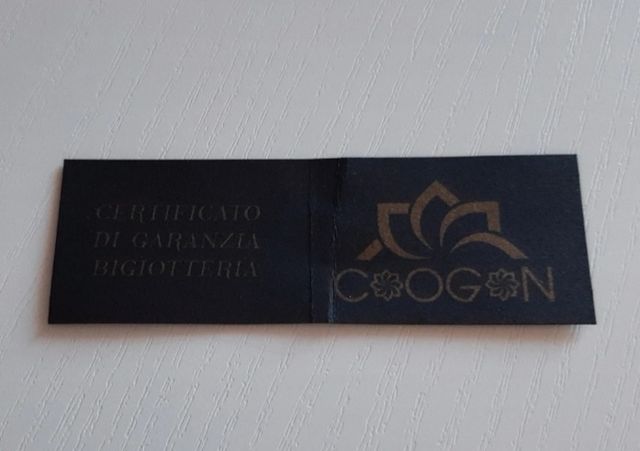 CERTIFICATO
DI GARANZIA
BIGIOTTERIA
COOGON